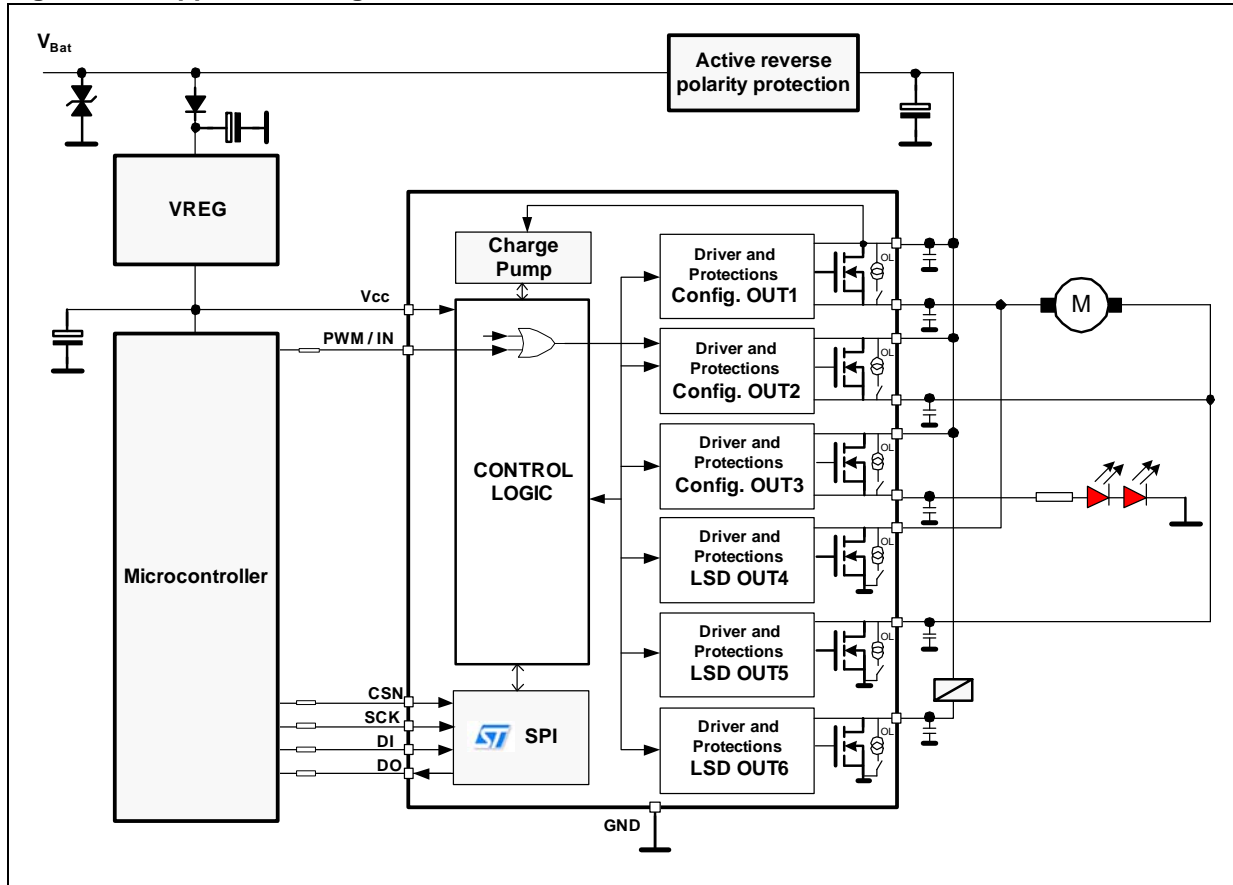 V_Bat
Active reverse
polarity protection
VREG
Charge
Pump
Driver and
Protections
Config. OUT1
OL
Vcc
M
PWM / IN
Driver and
Protections
Config. OUT2
OL
CONTROL
LOGIC
Driver and
Protections
Config. OUT3
OL
Microcontroller
Driver and
Protections
LSD OUT4
OL
Driver and
Protections
LSD OUT5
OL
CSN
SCK
DI
DO
ST SPI
Driver and
Protections
LSD OUT6
OL
GND